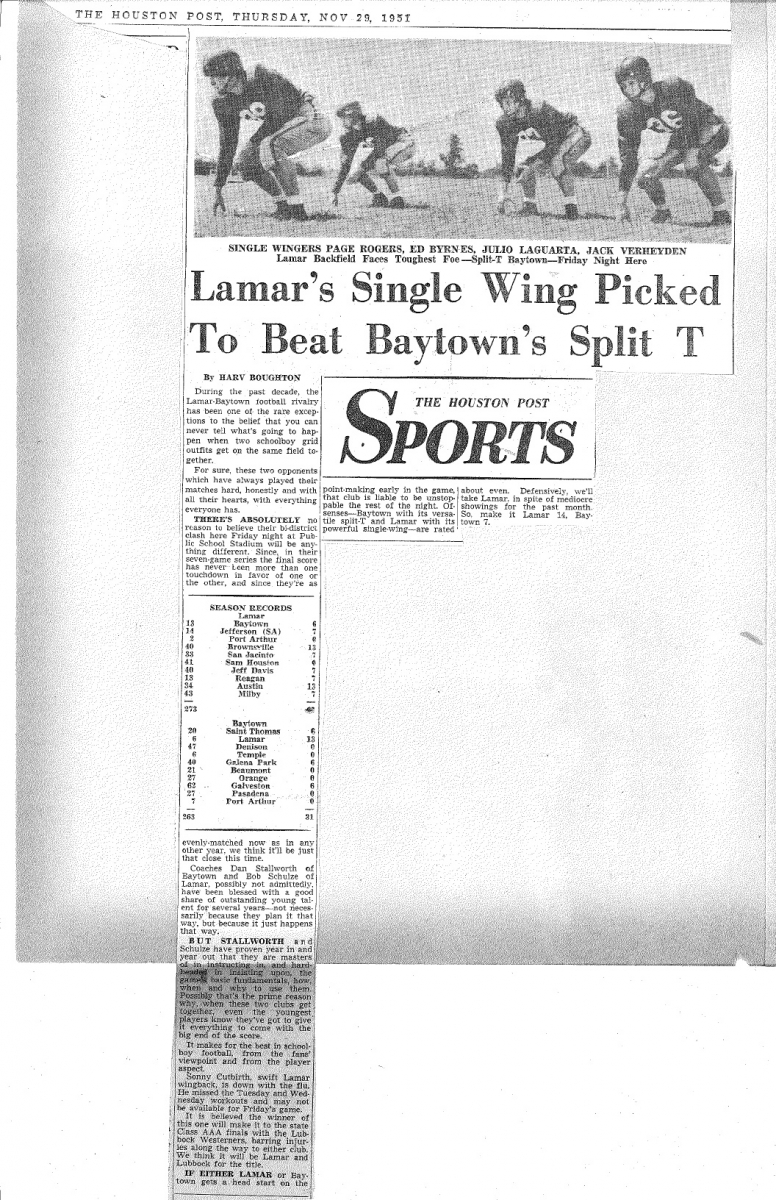 THE HOUSTON POST, THURSDAY, NOV 29, 1951
SINGLE WINGERS PAGE ROGERS, ED BYRNES, JULIO LAGUARTA, JACK VERHEYDEN
Lamar Backfield Faces Toughest Foe—Split-T Baytown—Friday Night Here
Lamar's Single Wing Picked
To Beat Baytown's Split T
By HARV BOUGHTON
During the past decade, the
Lamar-Baytown football rivalry
has been one of the rare excep-
tions to the belief that you can
never tell what's going to hap-
pen when two schoolboy grid
outfits get on the same field to-
gether.
For sure, these two opponents
which have always played their
matches hard, honestly and with
all their hearts, with everything
everyone has.
THERE'S ABSOLUTELY no
reason to believe their bi-district
clash here Friday night at Pub-
lic School Stadium will be any-
thing different. Since, in their
seven-game series the final score
has never been more than one
touchdown in favor of one or
the other, and since they're as
SEASON RECORDS
Lamar
13 Baytown 6
14 Jefferson (SA) 7
2 Port Arthur 0
40 Brownsville 13
33 San Jacinto 7
41 Sam Houston 0
40 Jeff Davis 7
13 Reagan 7
34 Austin 13
43 Milby 7
273
Baytown
20 Saint Thomas 6
6 Lamar 13
47 Denison 0
6 Temple 0
40 Galena Park 6
21 Beaumont 0
27 Orange 0
62 Galveston 6
27 Pasadena 0
7 Port Arthur 0
263 31
evenly-matched now as in any
other year, we think it'll be just
that close this time.
Coaches Dan Stallworth of
Baytown and Bob Schulze of
Lamar, possibly not admittedly,
have been blessed with a good
share of outstanding young tal-
ent for several years—not neces-
sarily because they plan it that
way, but because it just happens
that way.
BUT STALLWORTH and
Schulze have proven year in and
year out that they are masters
of in instructing in, and hard-
headed in insisting upon, the
game's basic fundamentals, how,
when and why to use them.
Possibly that's the prime reason
why, when these two clubs get
together, even the youngest
players know they've got to give
it everything to come with the
big end of the score.
It makes for the best in school-
boy football, from the fans'
viewpoint and from the player
aspect.
Sonny Cutbirth, swift Lamar
wingback, is down with the flu.
He missed the Tuesday and Wed-
nesday workouts and may not
be available for Friday's game.
It is believed the winner of
this one will make it to the state
Class AAA finals with the Lub-
bock Westerners, barring injur-
ies along the way to either club.
We think it will be Lamar and
Lubbock for the title.
IF EITHER LAMAR or Bay-
town gets a head start on the
THE HOUSTON POST
SPORTS
point-making early in the game,
that club is liable to be unstop-
pable the rest of the night. Of-
fenses—Baytown with its versa-
tile split-T and Lamar with its
powerful single-wing—are rated
about even. Defensively, we'll
take Lamar, in spite of mediocre
showings for the past month.
So, make it Lamar 14, Bay-
town 7.